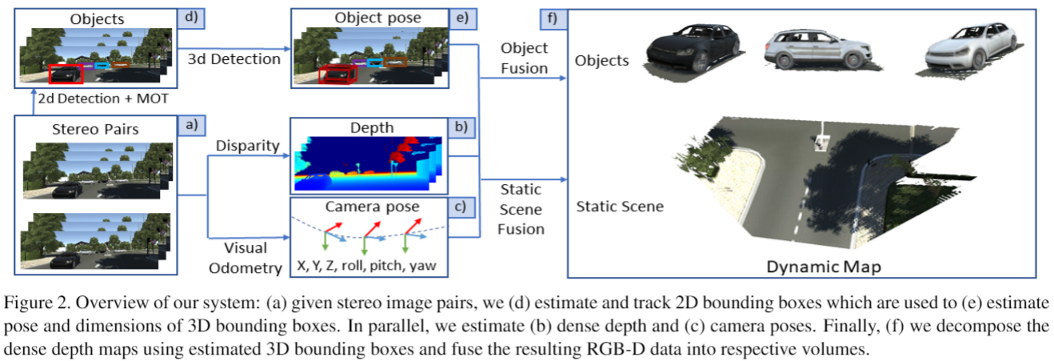 Objects
d)
3d Detection
Object pose
e)
f)
Object
Fusion
Objects
2d Detection + MOT
Stereo Pairs
a)
Disparity
Depth
b)
Static
Scene
Fusion
Static Scene
Visual
Odometry
Camera pose
c)
X, Y, Z, roll, pitch, yaw
Dynamic Map
Figure 2. Overview of our system: (a) given stereo image pairs, we (d) estimate and track 2D bounding boxes which are used to (e) estimate
pose and dimensions of 3D bounding boxes. In parallel, we estimate (b) dense depth and (c) camera poses. Finally, (f) we decompose the
dense depth maps using estimated 3D bounding boxes and fuse the resulting RGB-D data into respective volumes.